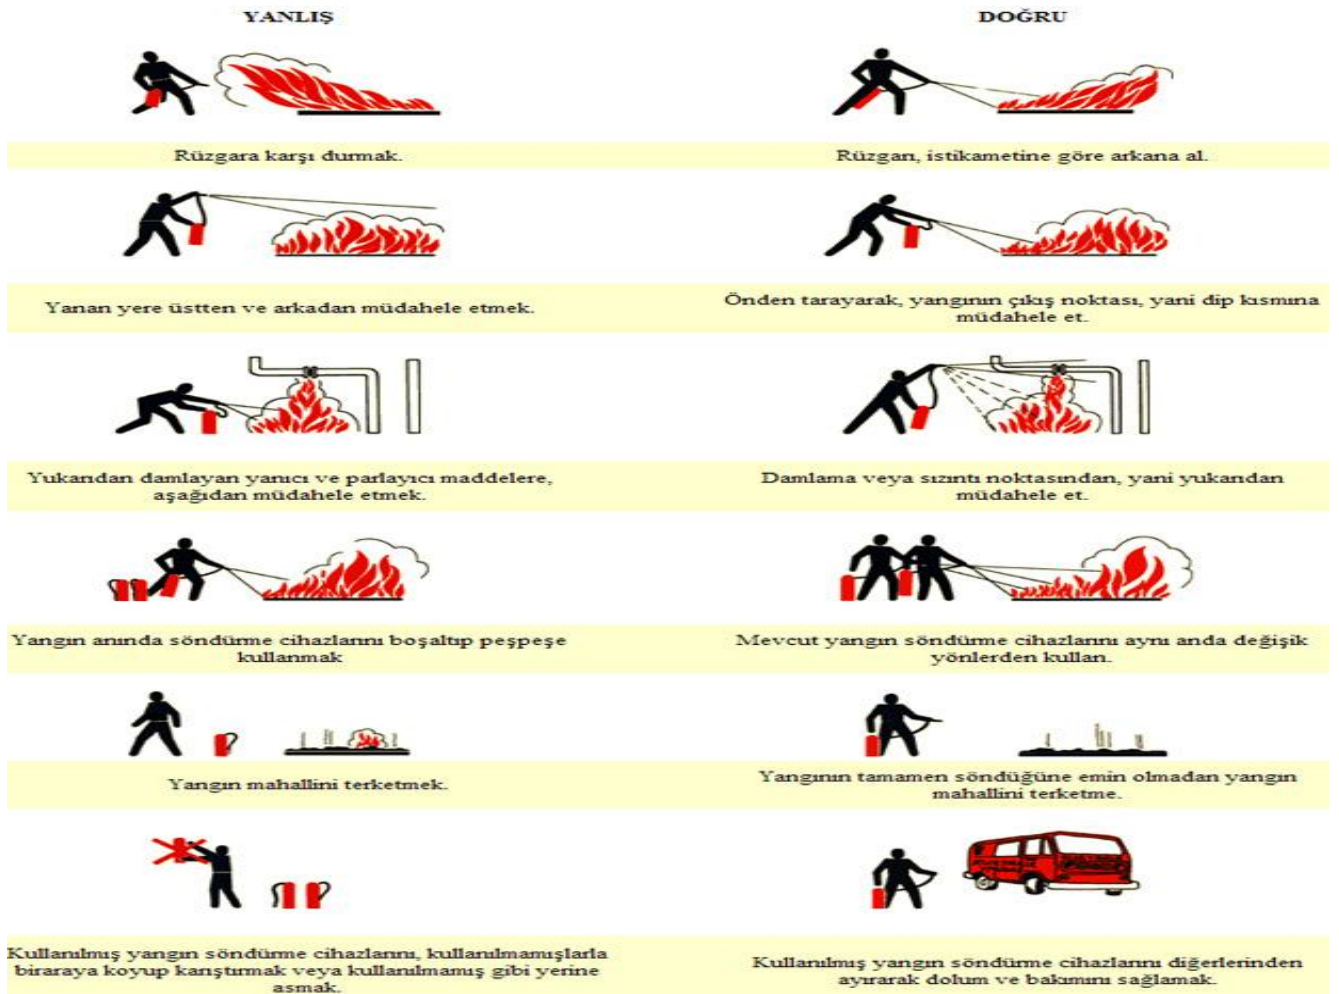 YANLIŞ
DOĞRU
Rüzgara karşı durmak.
Rüzgarı, istikametine göre arkana al.
Yanan yere üstten ve arkadan müdahele etmek.
Önden tarayarak, yangının çıkış noktası, yani dip kısmına
müdahele et.
Yukarıdan damlayan yanıcı ve parlayıcı maddelere,
aşağıdan müdahele etmek.
Damlama veya sızıntı noktasından, yani yukarıdan
müdahele et.
Yangın anında söndürme cihazlarını boşaltıp peşpeşe
kullanmak
Mevcut yangın söndürme cihazlarını aynı anda değişik
yönlerden kullan.
Yangın mahallini terketmek.
Yangının tamamen söndüğüne emin olmadan yangın
mahallini terketme.
Kullanılmış yangın söndürme cihazlarını, kullanılmamışlarla
biraraya koyup karıştırmak veya kullanılmamış gibi yerine
asmak.
Kullanılmış yangın söndürme cihazlarını diğerlerinden
ayırarak dolum ve bakımını sağlamak.